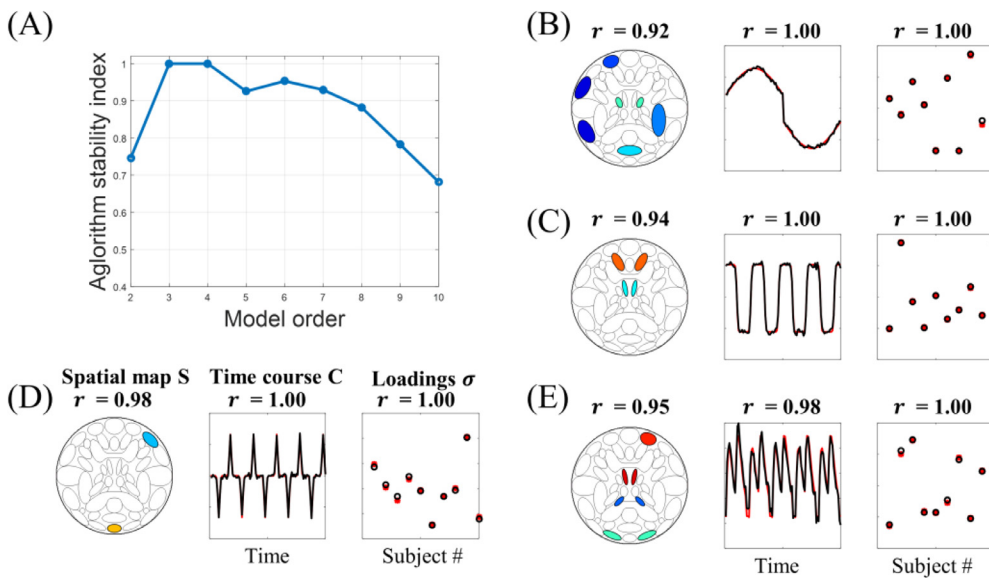 (A)
1
0.9
0.8
0.7
0.6
0.5
0.4
2 3 4 5 6 7 8 9 10
Aglorithm stability index
Model order
(B)
r = 0.92 r = 1.00 r = 1.00
(C)
r = 0.94 r = 1.00 r = 1.00
(D)
Spatial map S Time course C Loadings σ
r = 0.98 r = 1.00 r = 1.00
Time Subject #
(E)
r = 0.95 r = 0.98 r = 1.00
Time Subject #